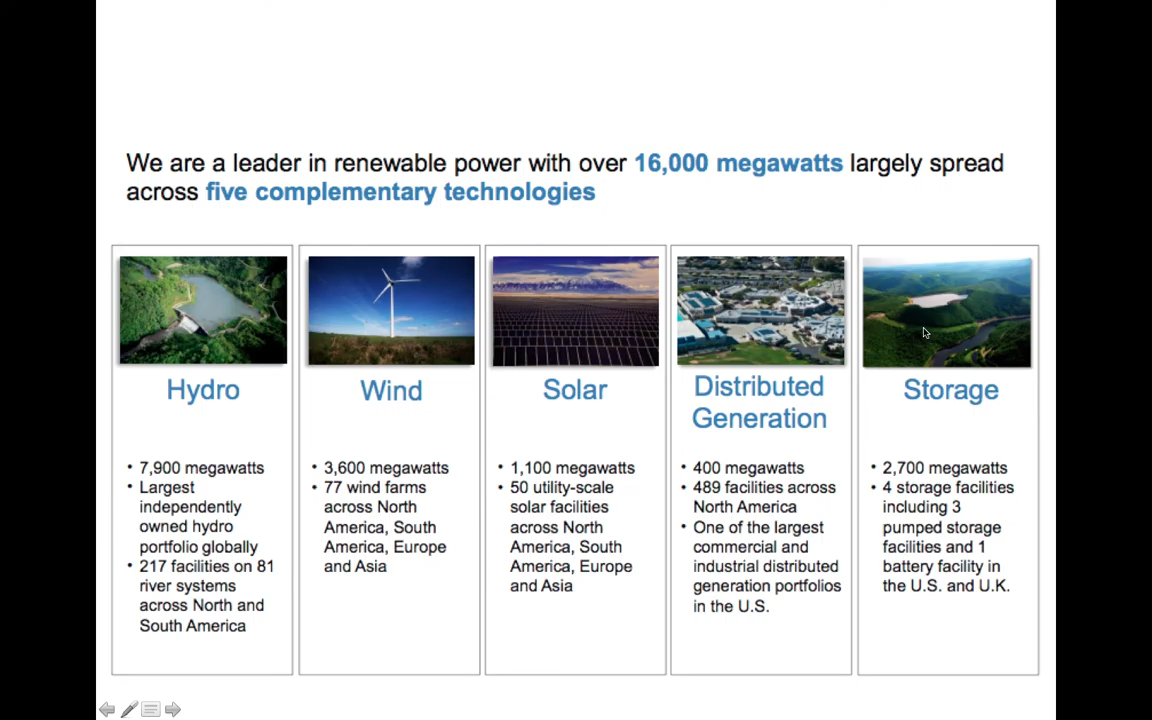 We are a leader in renewable power with over 16,000 megawatts largely spread
across five complementary technologies
Hydro
• 7,900 megawatts
• Largest
independently
owned hydro
portfolio globally
• 217 facilities on 81
river systems
across North and
South America
Wind
• 3,600 megawatts
• 77 wind farms
across North
America, South
America, Europe
and Asia
Solar
• 1,100 megawatts
• 50 utility-scale
solar facilities
across North
America, South
America, Europe
and Asia
Distributed
Generation
• 400 megawatts
• 489 facilities across
North America
• One of the largest
commercial and
industrial distributed
generation portfolios
in the U.S.
Storage
• 2,700 megawatts
• 4 storage facilities
including 3
pumped storage
facilities and 1
battery facility in
the U.S. and U.K.